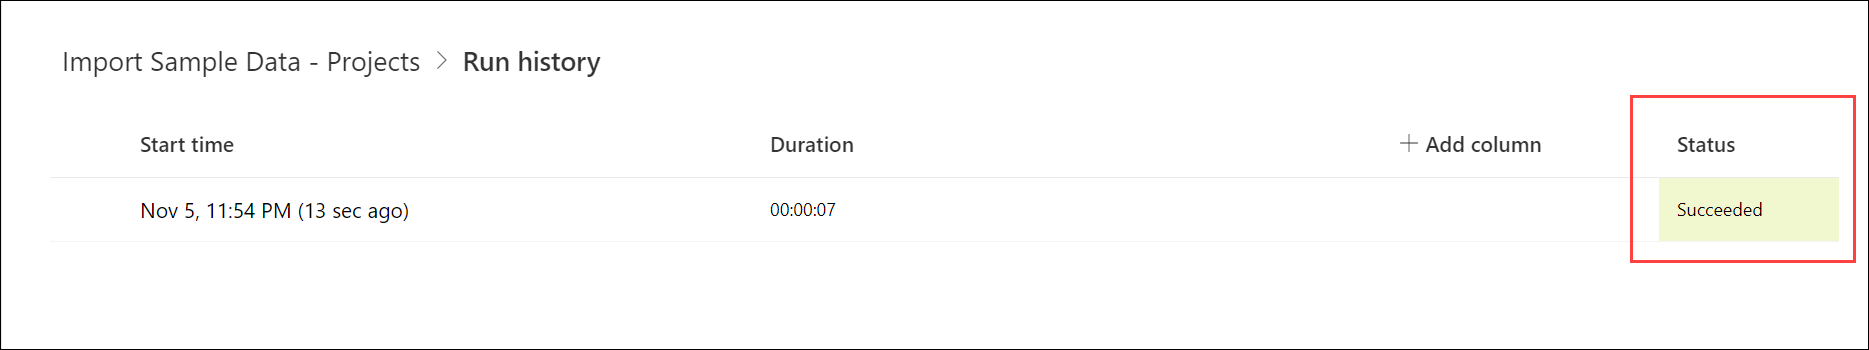 Import Sample Data - Projects > Run history
Start time Duration + Add column Status
Nov 5, 11:54 PM (13 sec ago) 00:00:07 Succeeded